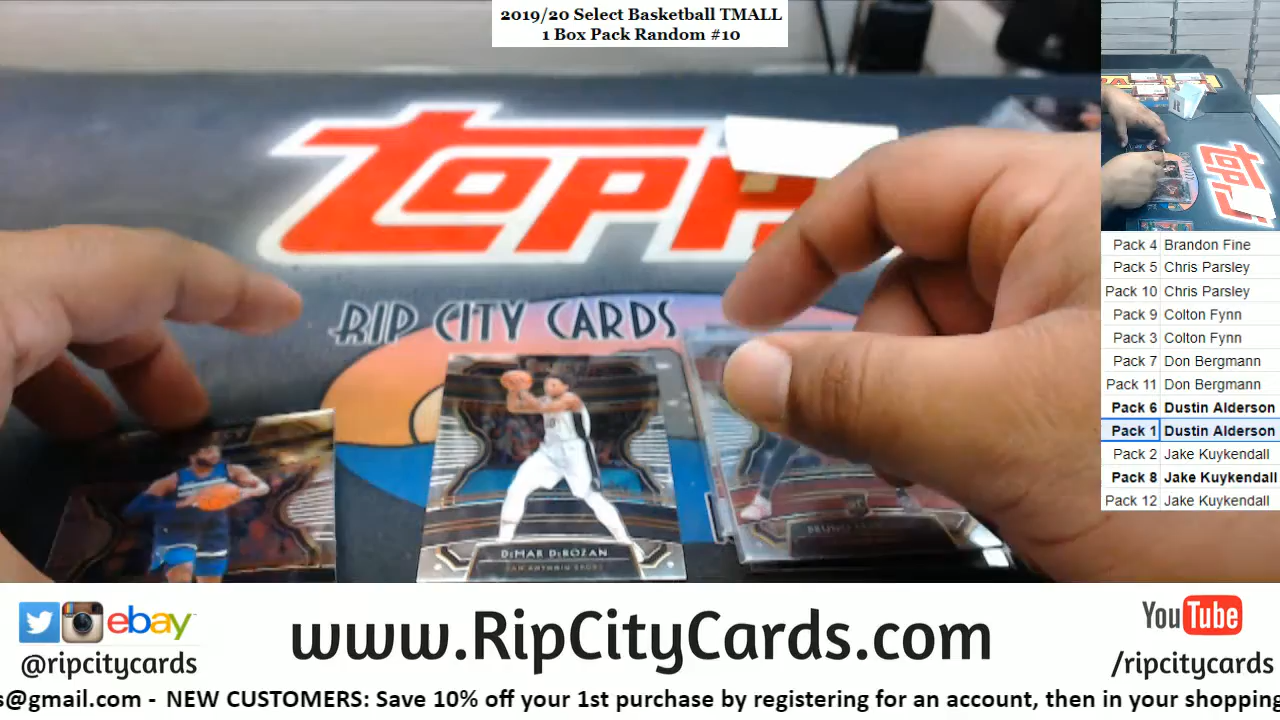 2019/20 Select Basketball TMALL
1 Box Pack Random #10
RIP CITY CARDS
DEMAR DEROZAN
SAN ANTONIO SPURS
BRUNO
Pack 4 Brandon Fine
Pack 5 Chris Parsley
Pack 10 Chris Parsley
Pack 9 Colton Fynn
Pack 3 Colton Fynn
Pack 7 Don Bergmann
Pack 11 Don Bergmann
Pack 6 Dustin Alderson
Pack 1 Dustin Alderson
Pack 2 Jake Kuykendall
Pack 8 Jake Kuykendall
Pack 12 Jake Kuykendall
ebay
@ripcitycards
www.RipCityCards.com
YouTube
/ripcitycards
s@gmail.com - NEW CUSTOMERS: Save 10% off your 1st purchase by registering for an account, then in your shopping